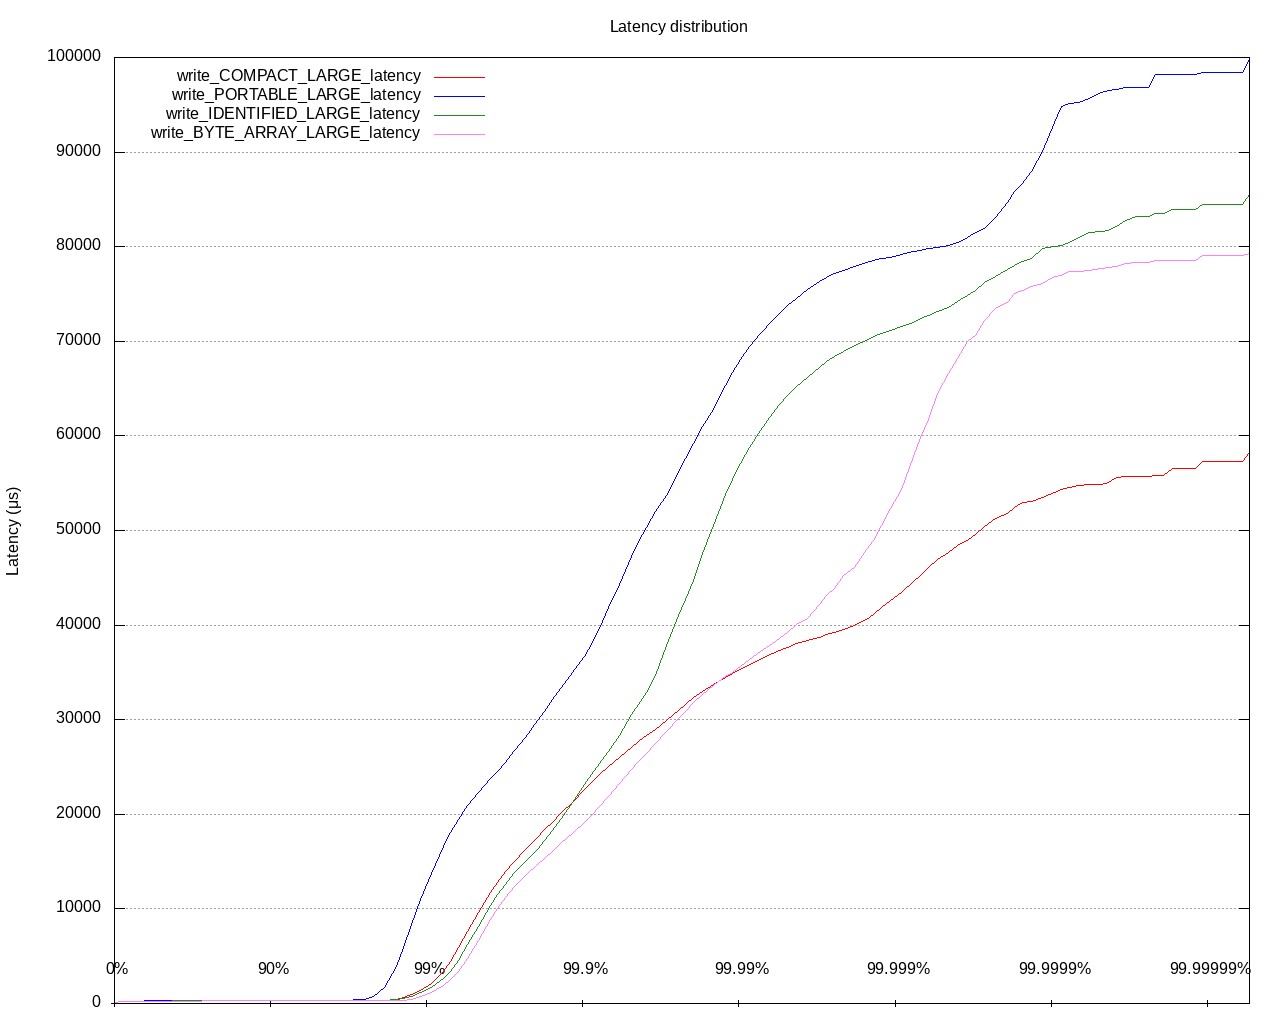 Latency distribution
100000
90000
80000
70000
60000
50000
40000
30000
20000
10000
0
write_COMPACT_LARGE_latency
write_PORTABLE_LARGE_latency
write_IDENTIFIED_LARGE_latency
write_BYTE_ARRAY_LARGE_latency
Latency (µs)
0% 90% 99% 99.9% 99.99% 99.999% 99.9999% 99.99999%